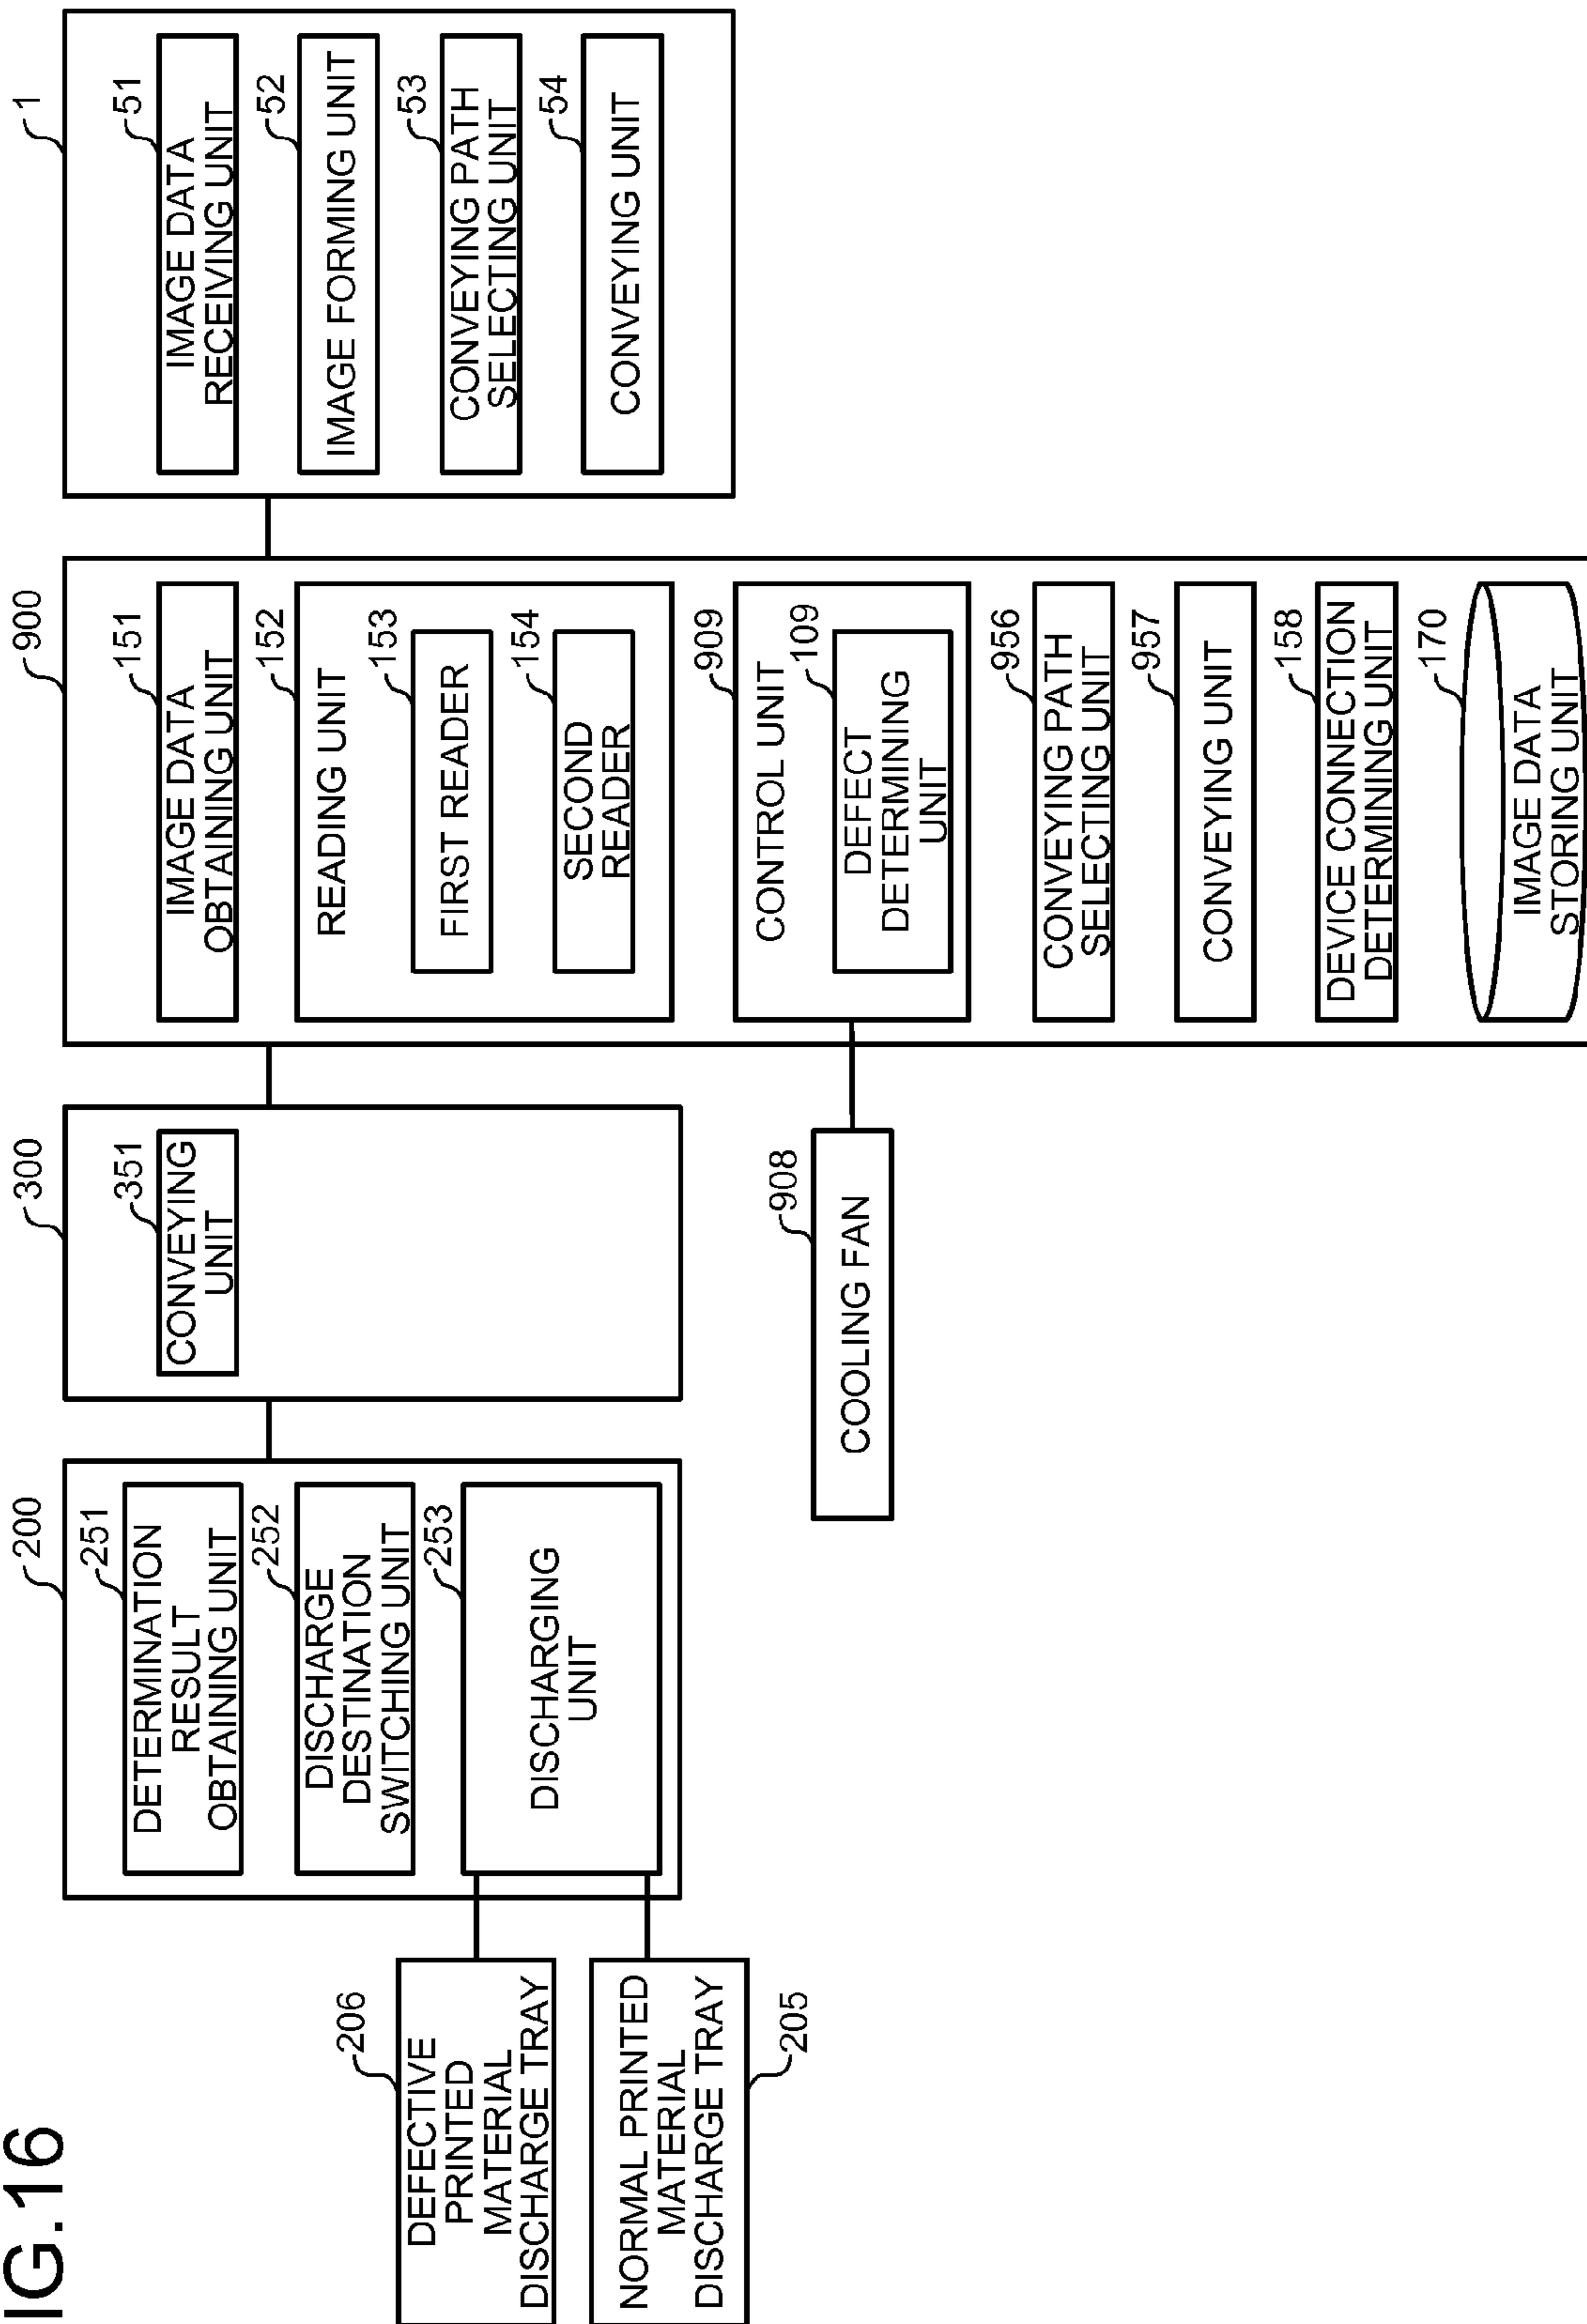 IG.16
200
DETERMINATION
RESULT
OBTAINING UNIT
251
DISCHARGE
DESTINATION
SWITCHING UNIT
252
DISCHARGING
UNIT
253
DEFECTIVE
PRINTED
MATERIAL
DISCHARGE TRAY
206
NORMAL PRINTED
MATERIAL
DISCHARGE TRAY
205
300
CONVEYING
UNIT
351
COOLING FAN
908
900
IMAGE DATA
OBTAINING UNIT
151
READING UNIT
152
FIRST READER
153
SECOND
READER
154
CONTROL UNIT
909
DEFECT
DETERMINING
UNIT
109
CONVEYING PATH
SELECTING UNIT
956
CONVEYING UNIT
957
DEVICE CONNECTION
DETERMINING UNIT
158
IMAGE DATA
STORING UNIT
170
1
IMAGE DATA
RECEIVING UNIT
51
IMAGE FORMING UNIT
52
CONVEYING PATH
SELECTING UNIT
53
CONVEYING UNIT
54